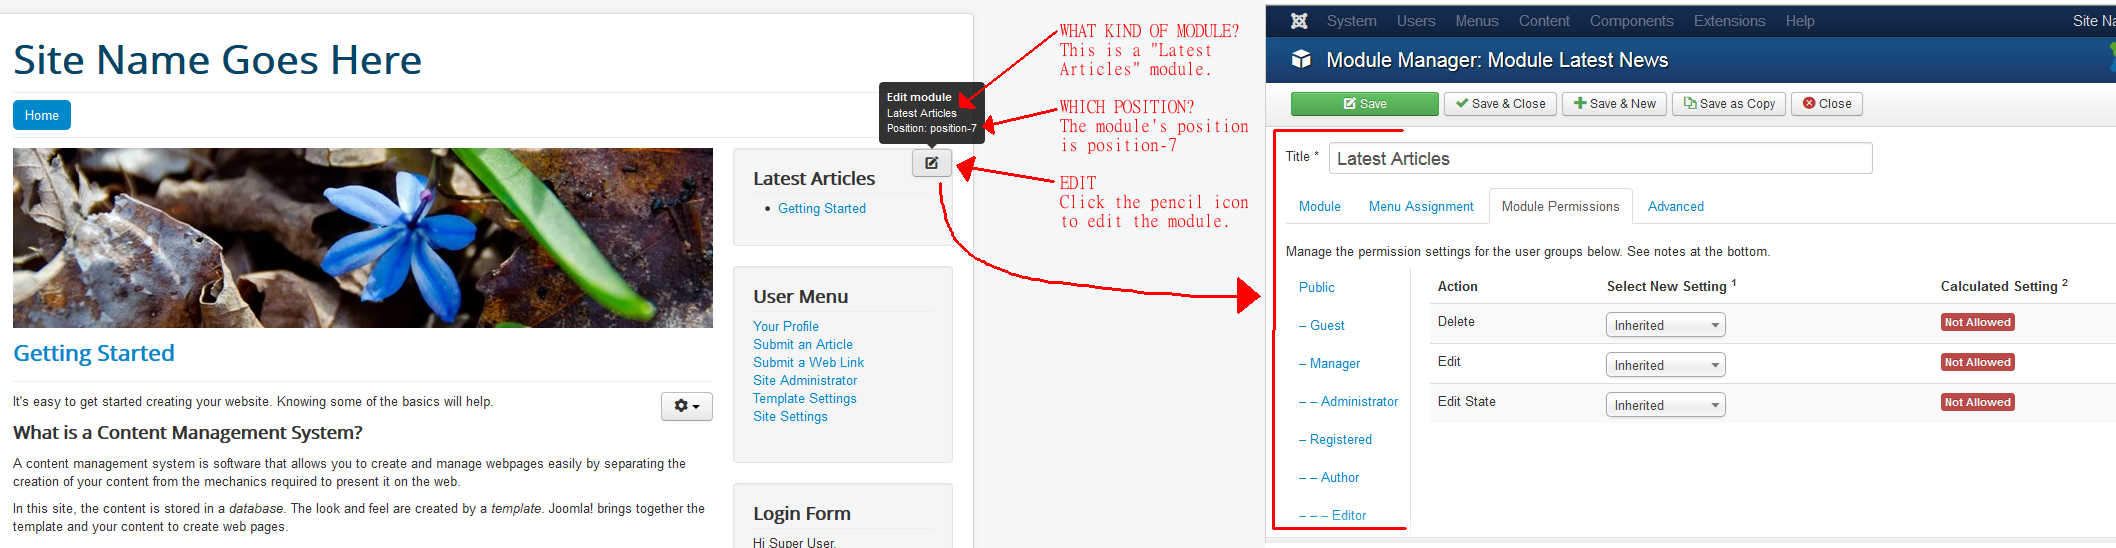 Site Name Goes Here
Home
Edit module
Latest Articles
Position: position-7
Latest Articles
• Getting Started
User Menu
Your Profile
Submit an Article
Submit a Web Link
Site Administrator
Template Settings
Site Settings
Login Form
Hi Super User,
Getting Started
It's easy to get started creating your website. Knowing some of the basics will help.
What is a Content Management System?
A content management system is software that allows you to create and manage webpages easily by separating the
creation of your content from the mechanics required to present it on the web.
In this site, the content is stored in a database. The look and feel are created by a template. Joomla! brings together the
template and your content to create web pages.
WHAT KIND OF MODULE?
This is a "Latest
Articles" module.
WHICH POSITION?
The module's position
is position-7
EDIT
Click the pencil icon
to edit the module.
System Users Menus Content Components Extensions Help Site Na
Module Manager: Module Latest News
Save Save & Close Save & New Save as Copy Close
Title * Latest Articles
Module Menu Assignment Module Permissions Advanced
Manage the permission settings for the user groups below. See notes at the bottom.
Public
– Guest
– Manager
– – Administrator
– Registered
– – Author
– – – Editor
Action Select New Setting 1 Calculated Setting 2
Delete Inherited Not Allowed
Edit Inherited Not Allowed
Edit State Inherited Not Allowed